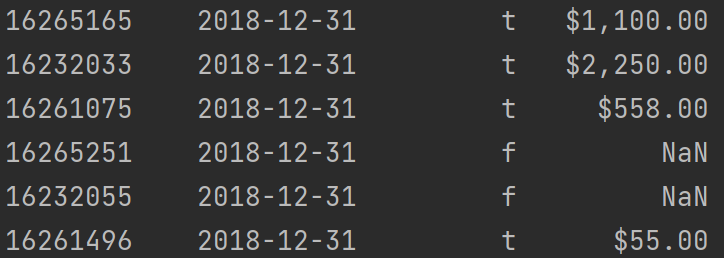 16265165 2018-12-31 t $1,100.00
16232033 2018-12-31 t $2,250.00
16261075 2018-12-31 t $558.00
16265251 2018-12-31 f NaN
16232055 2018-12-31 f NaN
16261496 2018-12-31 t $55.00